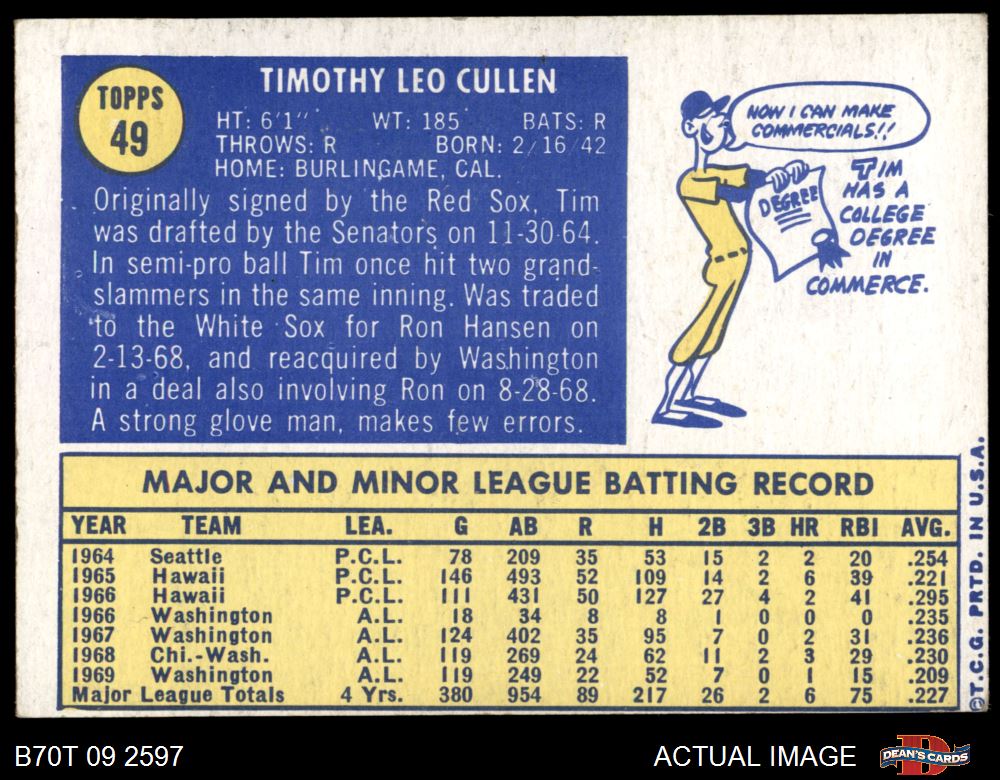 TOPPS
49
TIMOTHY LEO CULLEN
HT: 6'1" WT: 185 BATS: R
THROWS: R BORN: 2/16/42
HOME: BURLINGAME, CAL.
Originally signed by the Red Sox, Tim
was drafted by the Senators on 11-30-64.
In semi-pro ball Tim once hit two grand-
slammers in the same inning. Was traded
to the White Sox for Ron Hansen on
2-13-68, and reacquired by Washington
in a deal also involving Ron on 8-28-68.
A strong glove man, makes few errors.
NOW I CAN MAKE
COMMERCIALS!!
DEGREE
TIM
HAS A
COLLEGE
DEGREE
IN
COMMERCE.
MAJOR AND MINOR LEAGUE BATTING RECORD
YEAR TEAM LEA. G AB R H 2B 3B HR RBI AVG.
1964 Seattle P.C.L. 78 209 35 53 15 2 2 20 .254
1965 Hawaii P.C.L. 146 493 52 109 14 2 6 39 .221
1966 Hawaii P.C.L. 111 431 50 127 27 4 2 41 .295
1966 Washington A.L. 18 34 8 8 1 0 0 0 .235
1967 Washington A.L. 124 402 35 95 7 0 2 31 .236
1968 Chi.-Wash. A.L. 119 269 24 62 11 2 3 29 .230
1969 Washington A.L. 119 249 22 52 7 0 1 15 .209
Major League Totals 4 Yrs. 380 954 89 217 26 2 6 75 .227
©T.C.G. PRTD. IN U.S.A.
B70T 09 2597
ACTUAL IMAGE
DEAN'S CARDS